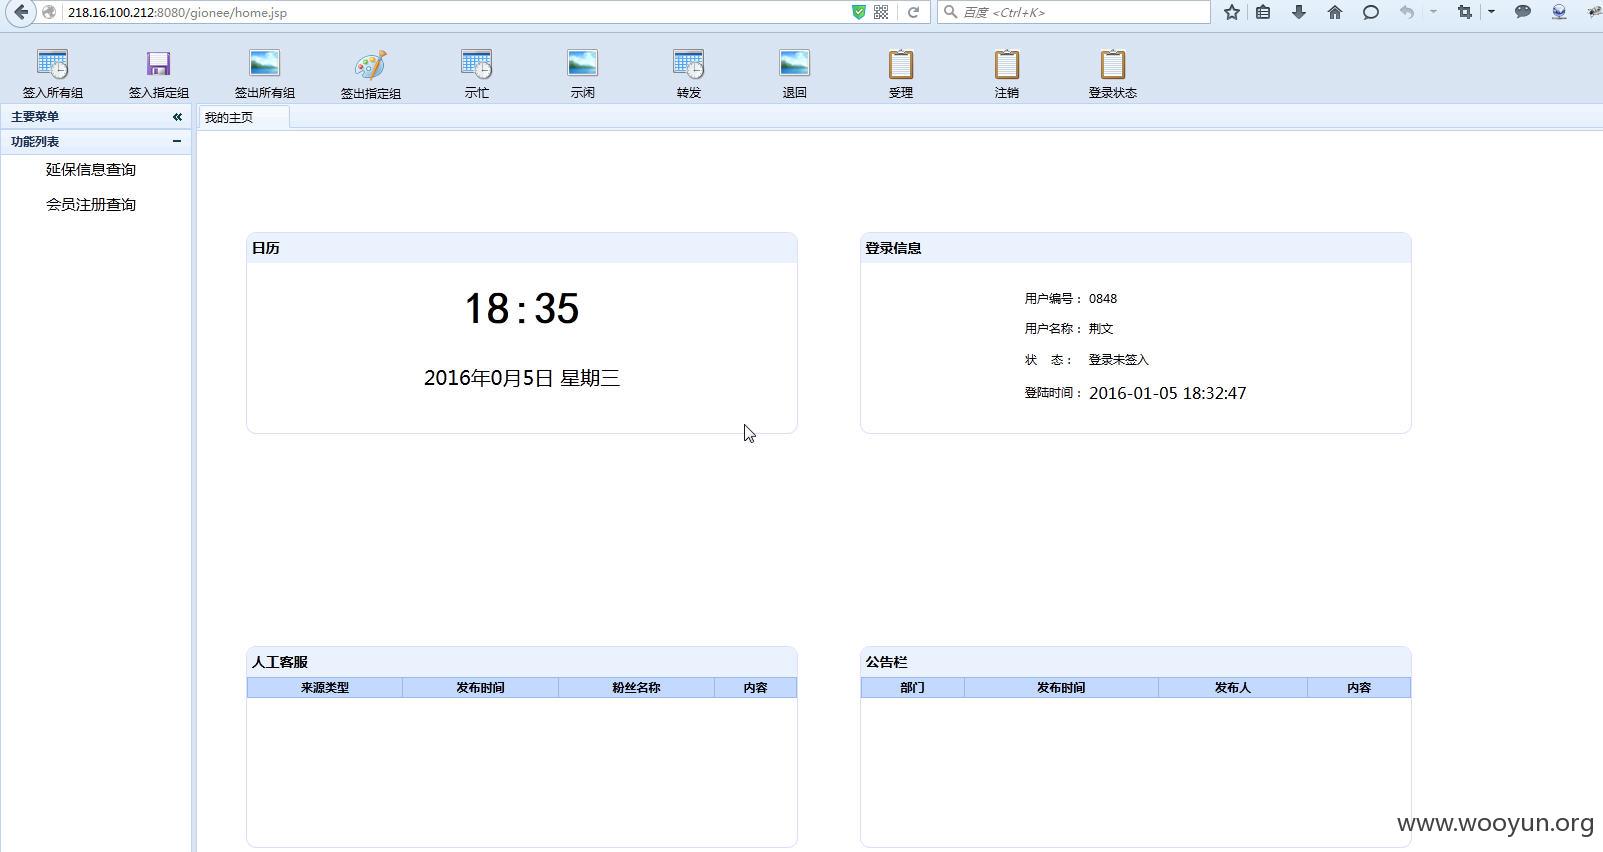 218.16.100.212:8080/gionee/home.jsp
百度 <Ctrl+K>
签入所有组 签入指定组 签出所有组 签出指定组 示忙 示闲 转发 退回 受理 注销 登录状态
主要菜单
我的主页
功能列表
延保信息查询
会员注册查询
日历
18:35
2016年0月5日 星期三
登录信息
用户编号： 0848
用户名称： 荆文
状 态： 登录未签入
登陆时间： 2016-01-05 18:32:47
人工客服
来源类型 发布时间 粉丝名称 内容
公告栏
部门 发布时间 发布人 内容
www.wooyun.org